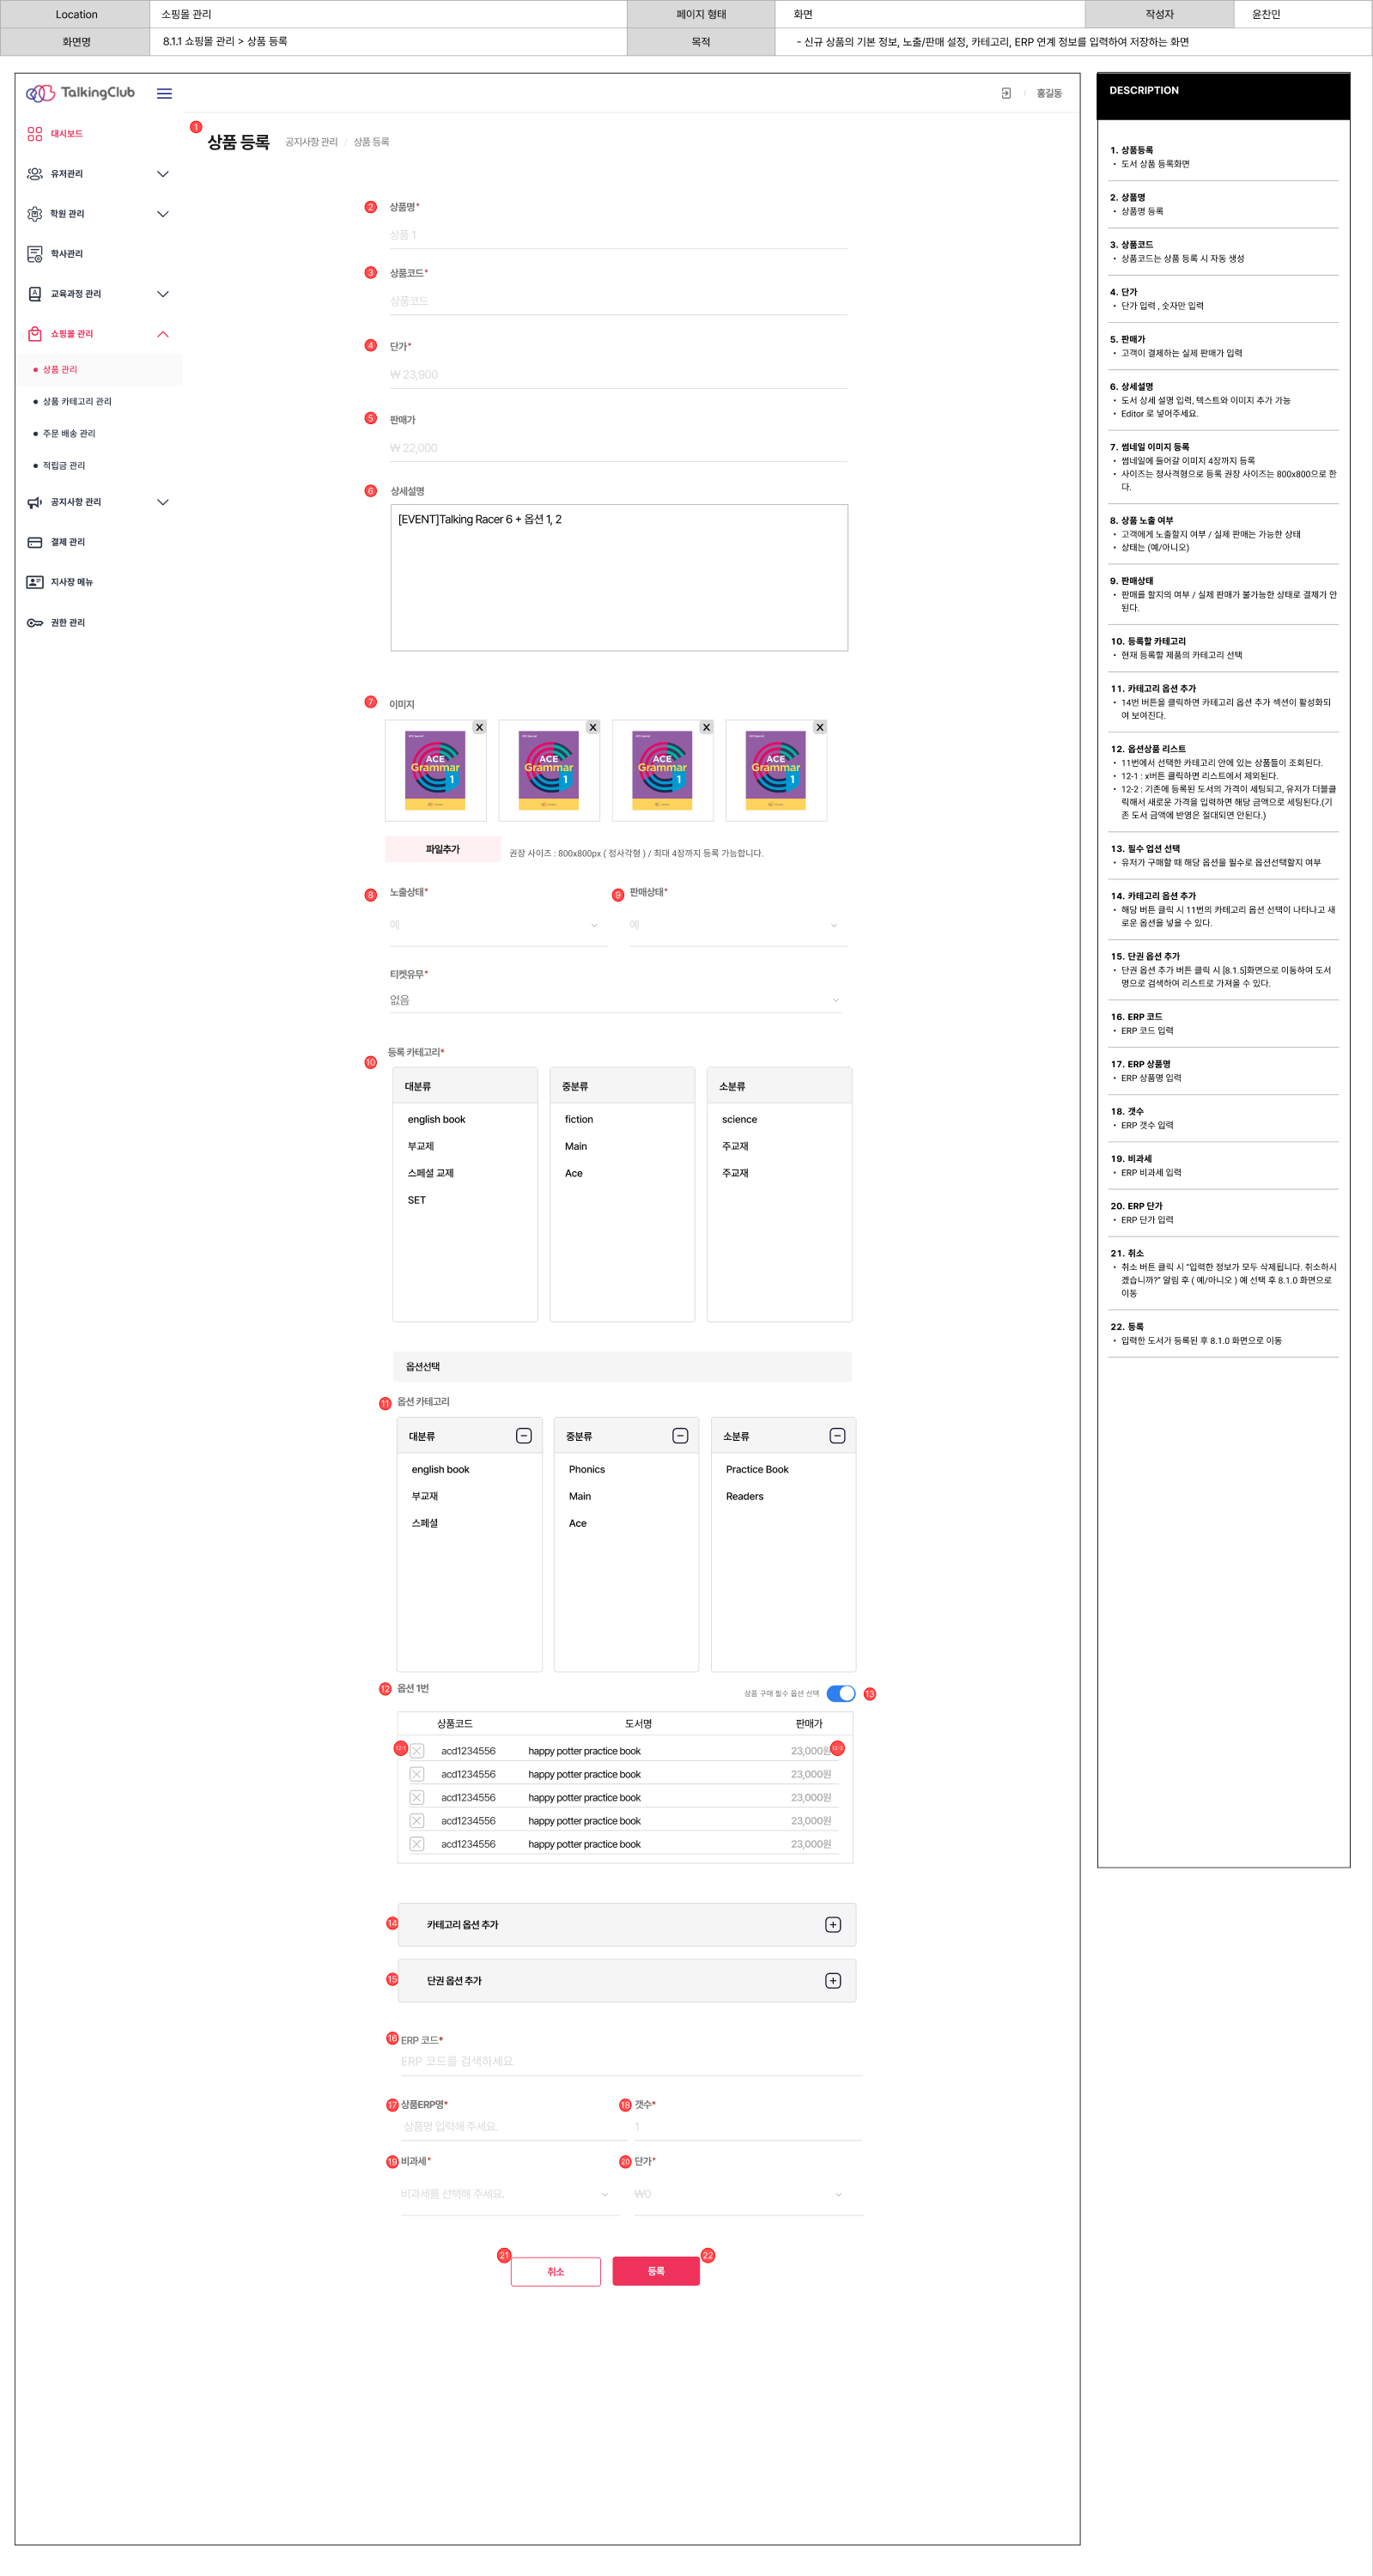 Location
쇼핑몰 관리
페이지 형태
화면
작성자
윤찬민
화면명
8.1.1 쇼핑몰 관리 > 상품 등록
목적
- 신규 상품의 기본 정보, 노출/판매 설정, 카테고리, ERP 연계 정보를 입력하여 저장하는 화면
TalkingClub
홍길동
대시보드
유저관리
학원 관리
학사관리
교육과정 관리
쇼핑몰 관리
상품 관리
상품 카테고리 관리
주문 배송 관리
적립금 관리
공지사항 관리
결제 관리
지사장 메뉴
권한 관리
1
상품 등록
공지사항 관리 / 상품 등록
2 상품명*
상품 1
3 상품코드*
상품코드
4 단가*
₩ 23,900
5 판매가
₩ 22,000
6 상세설명
[EVENT]Talking Racer 6 + 옵션 1, 2
7 이미지
X X X X
ACE Grammar 1
ACE Grammar 1
ACE Grammar 1
ACE Grammar 1
파일추가
권장 사이즈 : 800x800px ( 정사각형 ) / 최대 4장까지 등록 가능합니다.
8 노출상태*
예
9 판매상태*
예
티켓유무*
없음
10 등록 카테고리*
대분류
english book
부교제
스페셜 교제
SET
중분류
fiction
Main
Ace
소분류
science
주교재
주교재
옵션선택
11 옵션 카테고리
대분류
english book
부교재
스페셜
중분류
Phonics
Main
Ace
소분류
Practice Book
Readers
12 옵션 1번
상품 구매 필수 옵션 선택
13
상품코드 도서명 판매가
12-1 acd1234556 happy potter practice book 23,000원 12-2
acd1234556 happy potter practice book 23,000원
acd1234556 happy potter practice book 23,000원
acd1234556 happy potter practice book 23,000원
acd1234556 happy potter practice book 23,000원
14 카테고리 옵션 추가
15 단권 옵션 추가
16 ERP 코드*
ERP 코드를 검색하세요
17 상품ERP명*
상품명 입력해 주세요.
18 갯수*
1
19 비과세*
비과세를 선택해 주세요.
20 단가*
₩0
21 취소
등록 22
DESCRIPTION
1. 상품등록
• 도서 상품 등록화면
2. 상품명
• 상품명 등록
3. 상품코드
• 상품코드는 상품 등록 시 자동 생성
4. 단가
• 단가 입력 , 숫자만 입력
5. 판매가
• 고객이 결제하는 실제 판매가 입력
6. 상세설명
• 도서 상세 설명 입력, 텍스트와 이미지 추가 가능
• Editor 로 넣어주세요.
7. 썸네일 이미지 등록
• 썸네일에 들어갈 이미지 4장까지 등록
• 사이즈는 정사격형으로 등록 권장 사이즈는 800x800으로 한
다.
8. 상품 노출 여부
• 고객에게 노출할지 여부 / 실제 판매는 가능한 상태
• 상태는 (예/아니오)
9. 판매상태
• 판매를 할지의 여부 / 실제 판매가 불가능한 상태로 결제가 안
된다.
10. 등록할 카테고리
• 현재 등록할 제품의 카테고리 선택
11. 카테고리 옵션 추가
• 14번 버튼을 클릭하면 카테고리 옵션 추가 섹션이 활성화되
어 보여진다.
12. 옵션상품 리스트
• 11번에서 선택한 카테고리 안에 있는 상품들이 조회된다.
• 12-1 : x버튼 클릭하면 리스트에서 제외된다.
• 12-2 : 기존에 등록된 도서의 가격이 세팅되고, 유저가 더블클
릭해서 새로운 가격을 입력하면 해당 금액으로 세팅된다.(기
존 도서 금액에 반영은 절대되면 안된다.)
13. 필수 업션 선택
• 유저가 구매할 때 해당 옵션을 필수로 옵션선택할지 여부
14. 카테고리 옵션 추가
• 해당 버튼 클릭 시 11번의 카테고리 옵션 선택이 나타나고 새
로운 옵션을 넣을 수 있다.
15. 단권 옵션 추가
• 단권 옵션 추가 버튼 클릭 시 [8.1.5]화면으로 이동하여 도서
명으로 검색하여 리스트로 가져올 수 있다.
16. ERP 코드
• ERP 코드 입력
17. ERP 상품명
• ERP 상품명 입력
18. 갯수
• ERP 갯수 입력
19. 비과세
• ERP 비과세 입력
20. ERP 단가
• ERP 단가 입력
21. 취소
• 취소 버튼 클릭 시 "입력한 정보가 모두 삭제됩니다. 취소하시
겠습니까?" 알림 후 ( 예/아니오 ) 예 선택 후 8.1.0 화면으로
이동
22. 등록
• 입력한 도서가 등록된 후 8.1.0 화면으로 이동